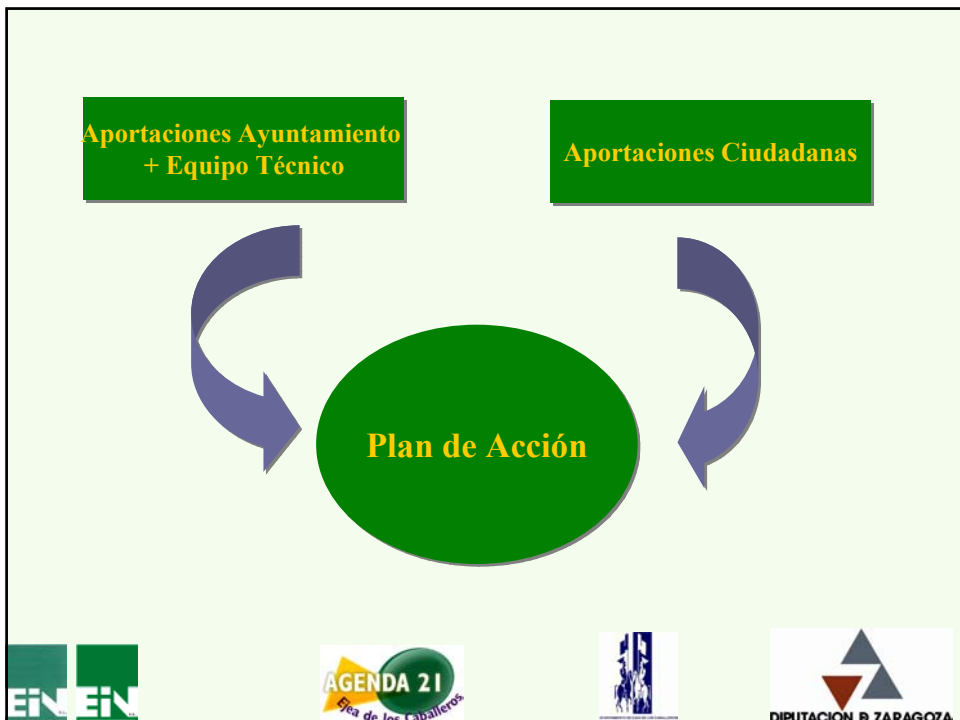 Aportaciones Ayuntamiento
+ Equipo Técnico
Aportaciones Ciudadanas
Plan de Acción
EiN
EiN
AGENDA 21
Ejea de los Caballeros
DIPUTACION D ZARAGOZA